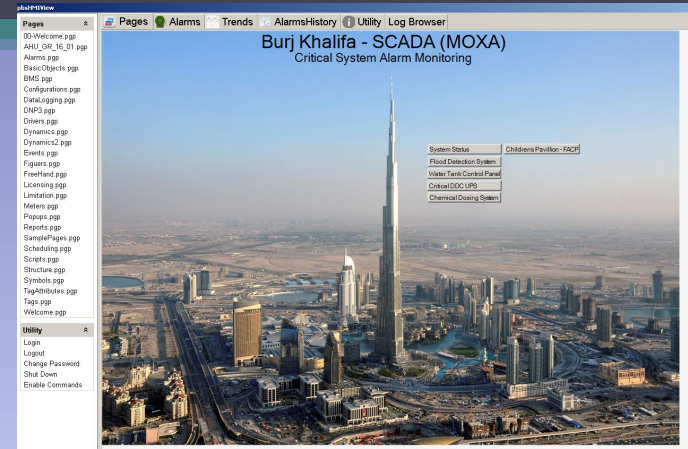 pbsHMIView
Pages
00-Welcome.pgp
AHU_GR_16_01.pgp
Alarms.pgp
BasicObjects.pgp
BMS.pgp
Configurations.pgp
DataLogging.pgp
DNP3.pgp
Drivers.pgp
Dynamics.pgp
Dynamics2.pgp
Events.pgp
Figuers.pgp
FreeHand.pgp
Licensing.pgp
Limitation.pgp
Meters.pgp
Popups.pgp
Reports.pgp
SamplePages.pgp
Scheduling.pgp
Scripts.pgp
Structure.pgp
Symbols.pgp
TagAttributes.pgp
Tags.pgp
Welcome.pgp
Utility
Login
Logout
Change Password
Shut Down
Enable Commands
Pages Alarms Trends AlarmsHistory Utility Log Browser
Burj Khalifa - SCADA (MOXA)
Critical System Alarm Monitoring
System Status Childrens Pavillion - FACP
Flood Detection System
Water Tank Control Panel
Critical DDC UPS
Chemical Dosing System